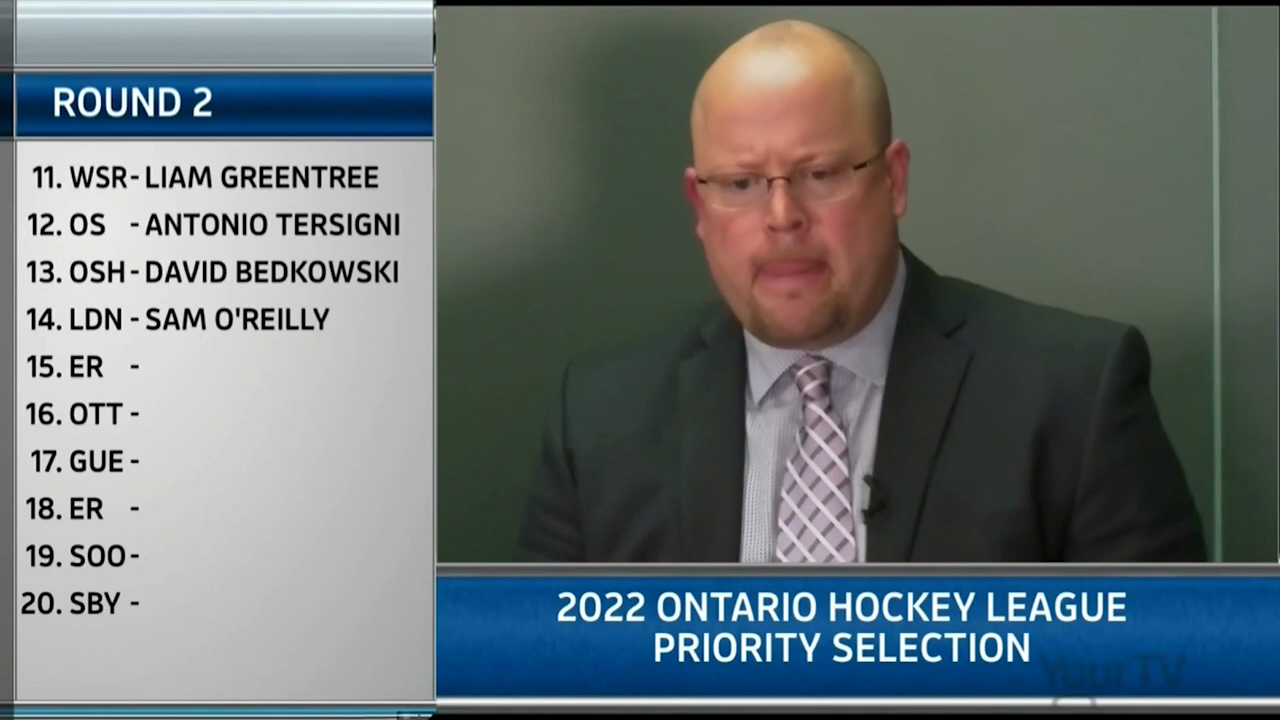 ROUND 2
11. WSR - LIAM GREENTREE
12. OS - ANTONIO TERSIGNI
13. OSH - DAVID BEDKOWSKI
14. LDN - SAM O'REILLY
15. ER -
16. OTT -
17. GUE -
18. ER -
19. SOO -
20. SBY -
2022 ONTARIO HOCKEY LEAGUE
PRIORITY SELECTION
YourTV